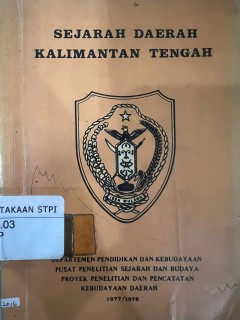 SEJARAH DAERAH
KALIMANTAN TENGAH
TAKAAN STPI
.03
P
DEPARTEMEN PENDIDIKAN DAN KEBUDAYAAN
PUSAT PENELITIAN SEJARAH DAN BUDAYA
PROYEK PENELITIAN DAN PENCATATAN
KEBUDAYAAN DAERAH
1977/1978
2016